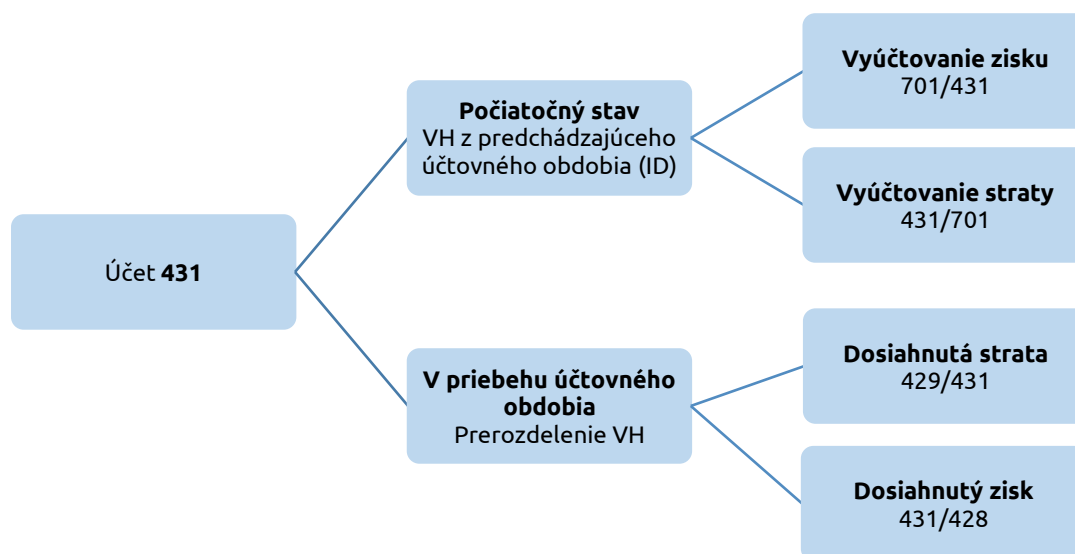 Účet 431
Počiatočný stav
VH z predchádzajúceho
účtovného obdobia (ID)
Vyúčtovanie zisku
701/431
Vyúčtovanie straty
431/701
V priebehu účtovného
obdobia
Prerozdelenie VH
Dosiahnutá strata
429/431
Dosiahnutý zisk
431/428